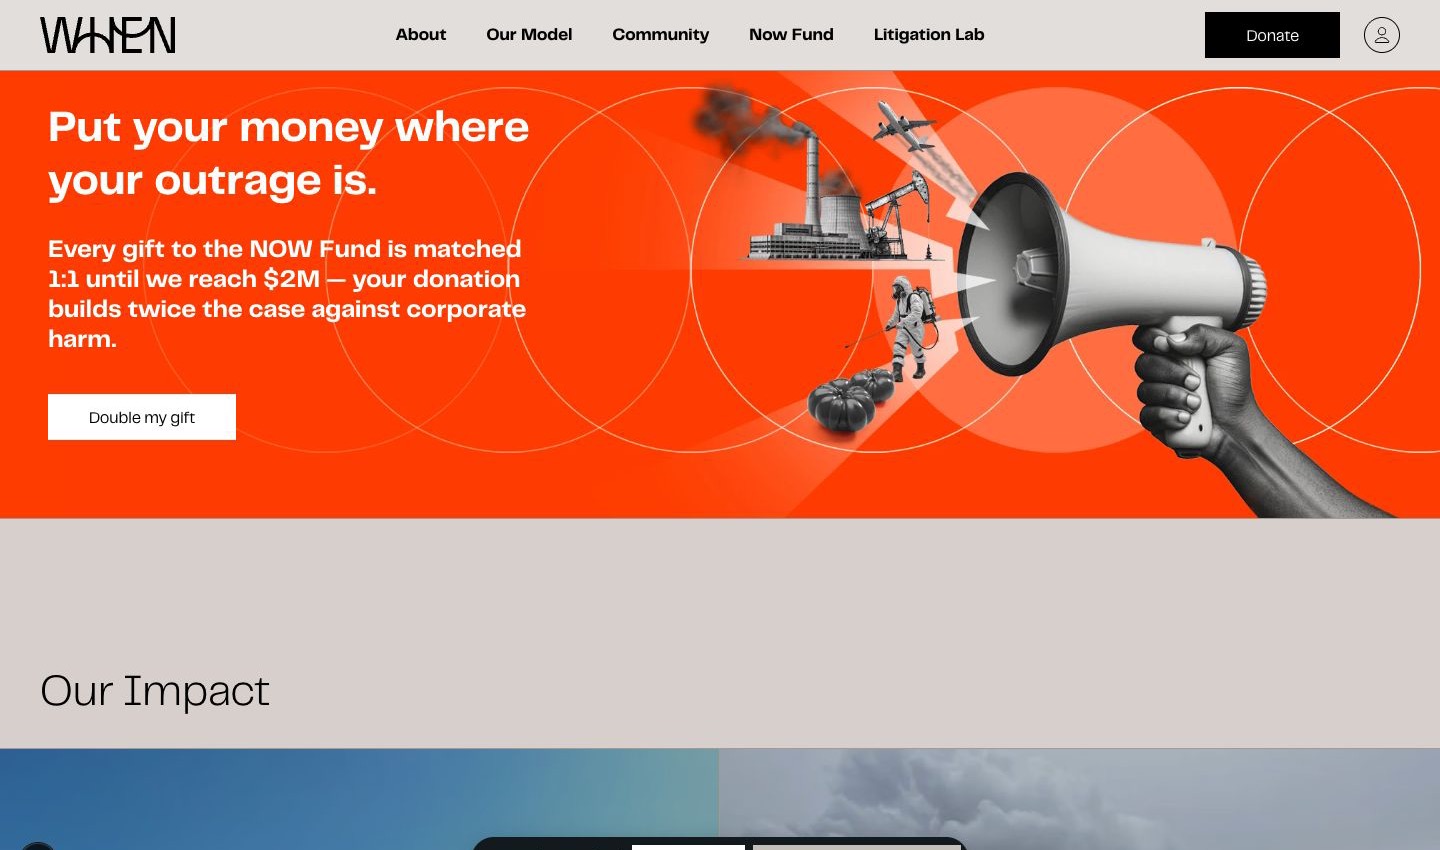 WHEN
About
Our Model
Community
Now Fund
Litigation Lab
Donate
Put your money where
your outrage is.
Every gift to the NOW Fund is matched
1:1 until we reach $2M — your donation
builds twice the case against corporate
harm.
Double my gift
Our Impact